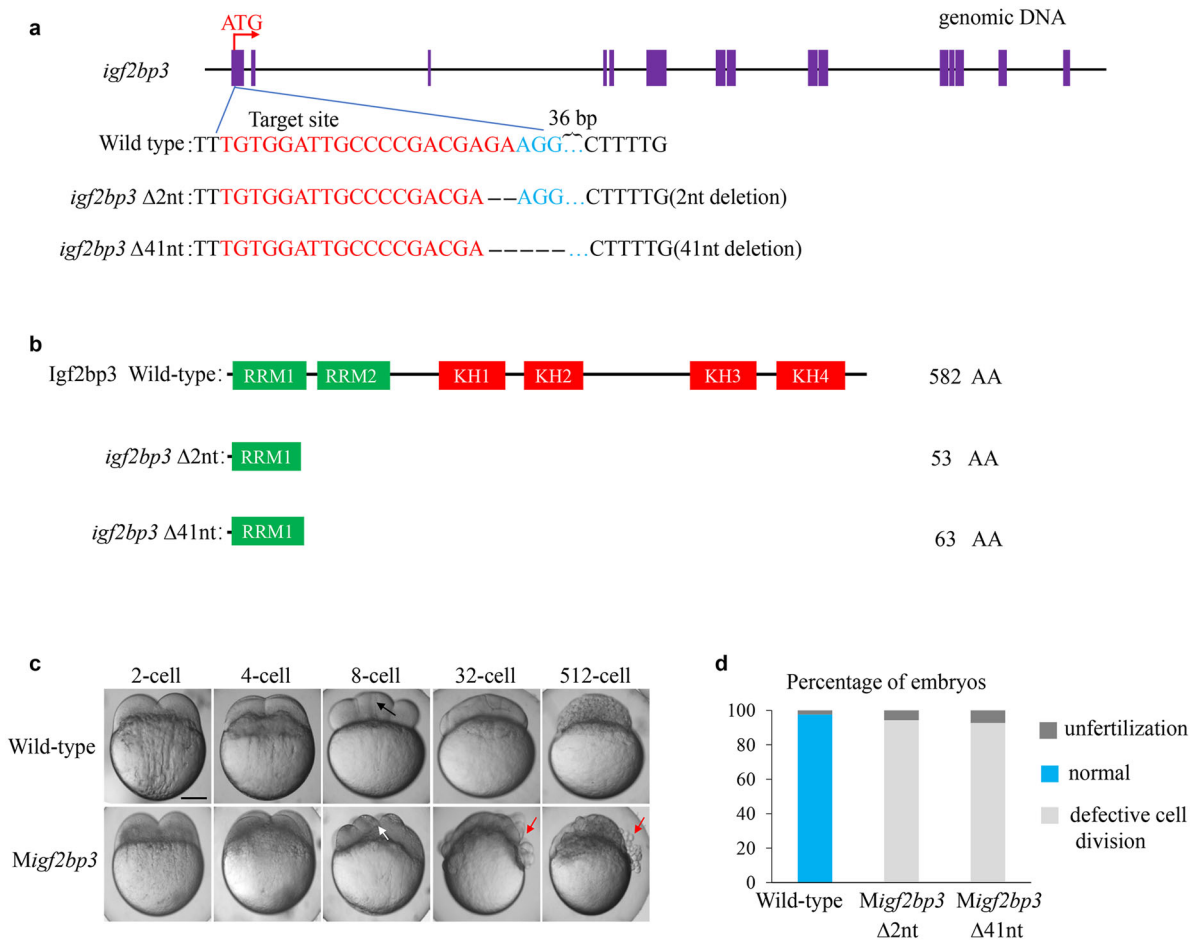 a
ATG
genomic DNA
igf2bp3
Target site
36 bp
Wild type:TTTGTGGATTGCCCCGACGAGAAGG...CTTTTG
igf2bp3 Δ2nt:TTTGTGGATTGCCCCGACGA--AGG...CTTTTG(2nt deletion)
igf2bp3 Δ41nt:TTTGTGGATTGCCCCGACGA-----...CTTTTG(41nt deletion)
b
Igf2bp3 Wild-type: RRM1 RRM2 KH1 KH2 KH3 KH4 582 AA
igf2bp3 Δ2nt: RRM1 53 AA
igf2bp3 Δ41nt: RRM1 63 AA
c
2-cell 4-cell 8-cell 32-cell 512-cell
Wild-type
Migf2bp3
d
Percentage of embryos
100
80
60
40
20
0
Wild-type
Migf2bp3
Δ2nt
Migf2bp3
Δ41nt
unfertilization
normal
defective cell
division